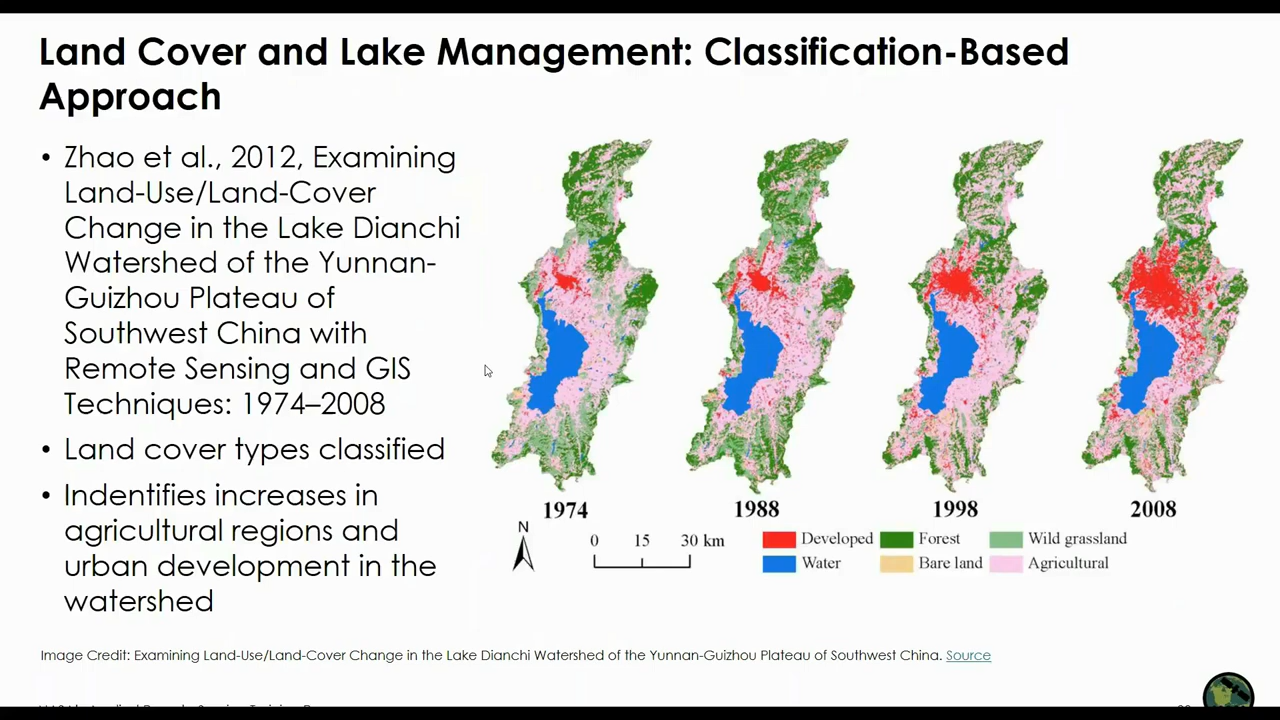 Land Cover and Lake Management: Classification-Based
Approach
• Zhao et al., 2012, Examining
Land-Use/Land-Cover
Change in the Lake Dianchi
Watershed of the Yunnan-
Guizhou Plateau of
Southwest China with
Remote Sensing and GIS
Techniques: 1974–2008
• Land cover types classified
• Indentifies increases in
agricultural regions and
urban development in the
watershed
1974
1988
1998
2008
N
0 15 30 km
Developed
Forest
Wild grassland
Water
Bare land
Agricultural
Image Credit: Examining Land-Use/Land-Cover Change in the Lake Dianchi Watershed of the Yunnan-Guizhou Plateau of Southwest China. Source